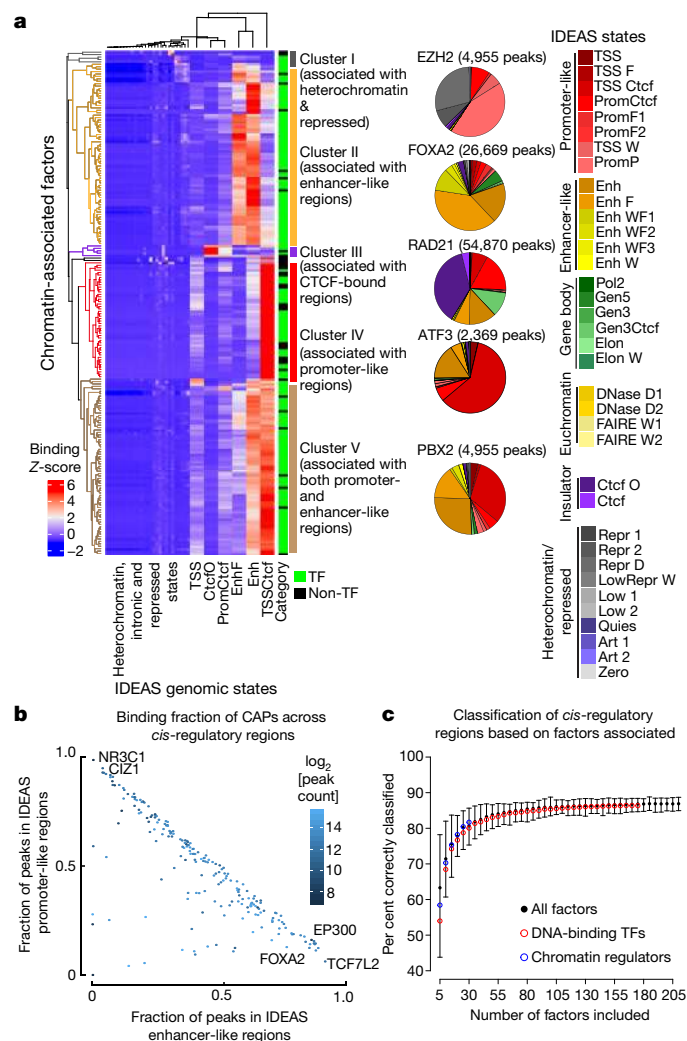 a
Chromatin-associated factors
Cluster I
(associated with
heterochromatin
&
repressed)
Cluster II
(associated with
enhancer-like
regions)
Cluster III
(associated with
CTCF-bound
regions)
Cluster IV
(associated with
promoter-like
regions)
Cluster V
(associated with
both promoter-
and
enhancer-like
regions)
Binding
Z-score
6
4
2
0
−2
Heterochromatin,
intronic and
repressed
states
TSS
CtcfO
PromCtcf
EnhF
Enh
TSSCtcf
Category
TF
Non-TF
IDEAS genomic states
EZH2 (4,955 peaks)
FOXA2 (26,669 peaks)
RAD21 (54,870 peaks)
ATF3 (2,369 peaks)
PBX2 (4,955 peaks)
IDEAS states
Promoter-like
TSS
TSS F
TSS Ctcf
PromCtcf
PromF1
PromF2
TSS W
PromP
Enhancer-like
Enh
Enh F
Enh WF1
Enh WF2
Enh WF3
Enh W
Gene body
Pol2
Gen5
Gen3
Gen3Ctcf
Elon
Elon W
Euchromatin
DNase D1
DNase D2
FAIRE W1
FAIRE W2
Insulator
Ctcf O
Ctcf
Heterochromatin/
repressed
Repr 1
Repr 2
Repr D
LowRepr W
Low 1
Low 2
Quies
Art 1
Art 2
Zero
b
Binding fraction of CAPs across
cis-regulatory regions
Fraction of peaks in IDEAS
promoter-like regions
1.0
0.5
0
NR3C1
CIZ1
log2
[peak
count]
14
12
10
8
EP300
FOXA2
TCF7L2
0
0.5
1.0
Fraction of peaks in IDEAS
enhancer-like regions
c
Classification of cis-regulatory
regions based on factors associated
Per cent correctly classified
100
90
80
70
60
50
40
All factors
DNA-binding TFs
Chromatin regulators
5 30 55 80 105 130 155 180 205
Number of factors included